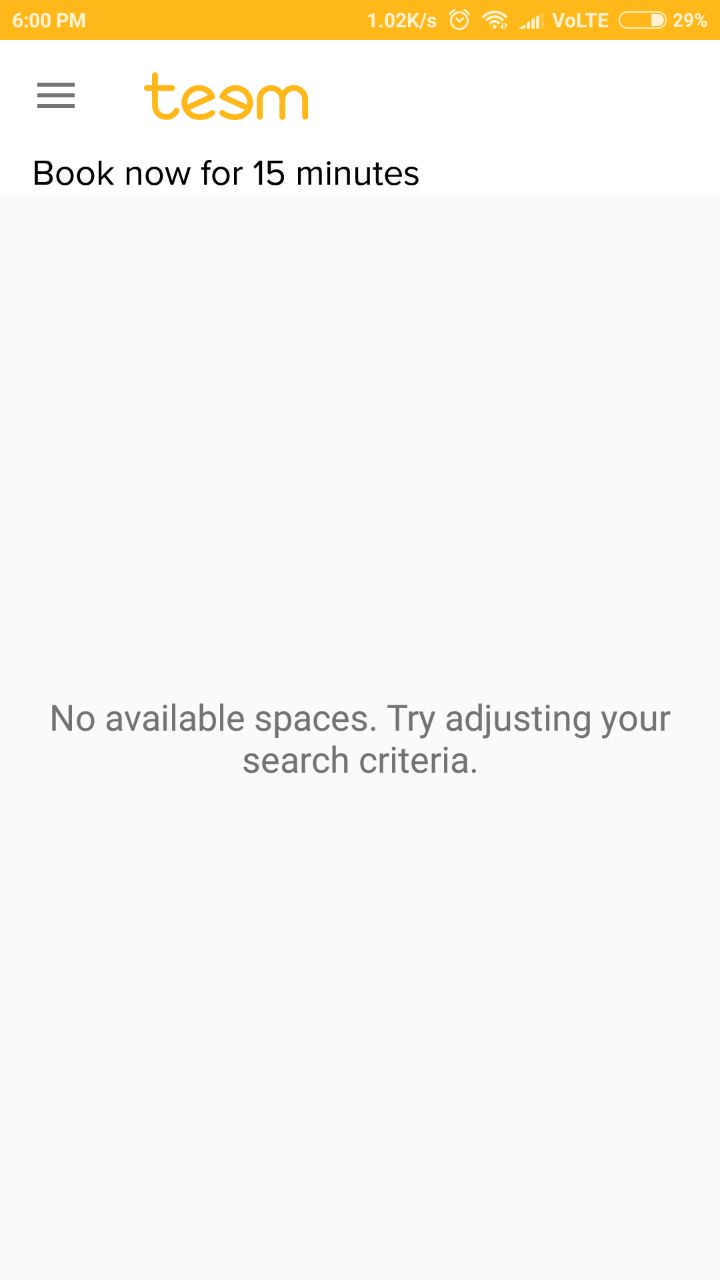 6:00 PM 1.02K/s VoLTE 29%
teem
Book now for 15 minutes
No available spaces. Try adjusting your
search criteria.